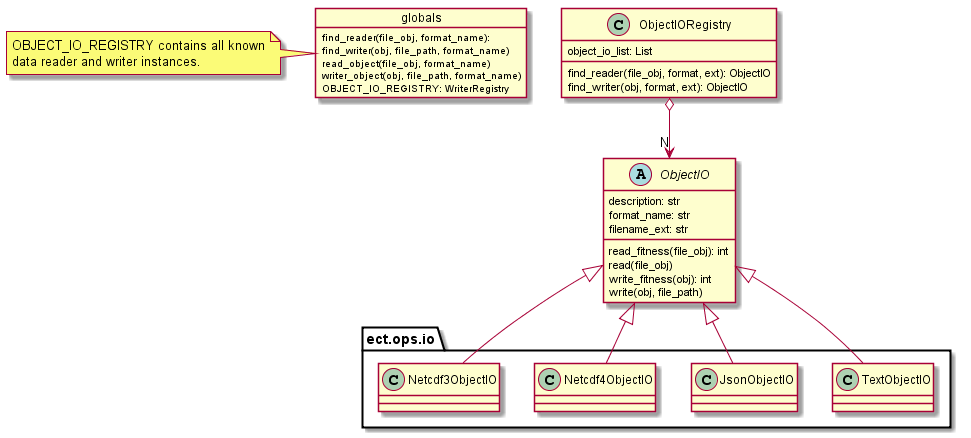 OBJECT_IO_REGISTRY contains all known
data reader and writer instances.
globals
find_reader(file_obj, format_name):
find_write(obj, file_path, format_name)
read_object(file_obj, format_name)
writer_object(obj, file_path, format_name)
OBJECT_IO_REGISTRY: WriterRegistry
C ObjectIORegistry
object_io_list: List
find_reader(file_obj, format, ext): ObjectIO
find_writer(obj, format, ext): ObjectIO
N
A ObjectIO
description: str
format_name: str
filename_ext: str
read_fitness(file_obj): int
read(file_obj)
write_fitness(obj): int
write(obj, file_path)
ect.ops.io
C Netcdf3ObjectIO
C Netcdf4ObjectIO
C JsonObjectIO
C TextObjectIO